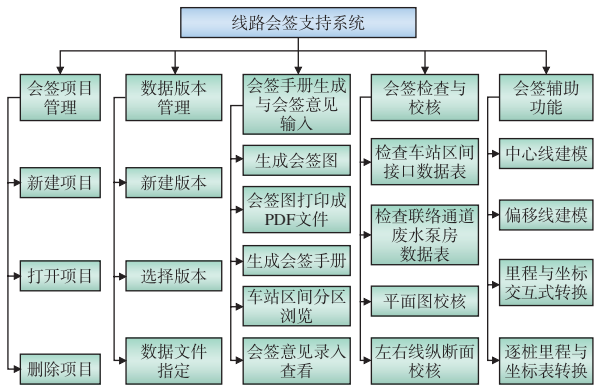 线路会签支持系统
会签项目
管理
新建项目
打开项目
删除项目
数据版本
管理
新建版本
选择版本
数据文件
指定
会签手册生成
与会签意见
输入
生成会签图
会签图打印成
PDF文件
生成会签手册
车站区间分区
浏览
会签意见录入
查看
会签检查与
校核
检查车站区间
接口数据表
检查联络通道
废水泵房
数据表
平面图校核
左右线纵断面
校核
会签辅助
功能
中心线建模
偏移线建模
里程与坐标
交互式转换
逐桩里程与
坐标表转换